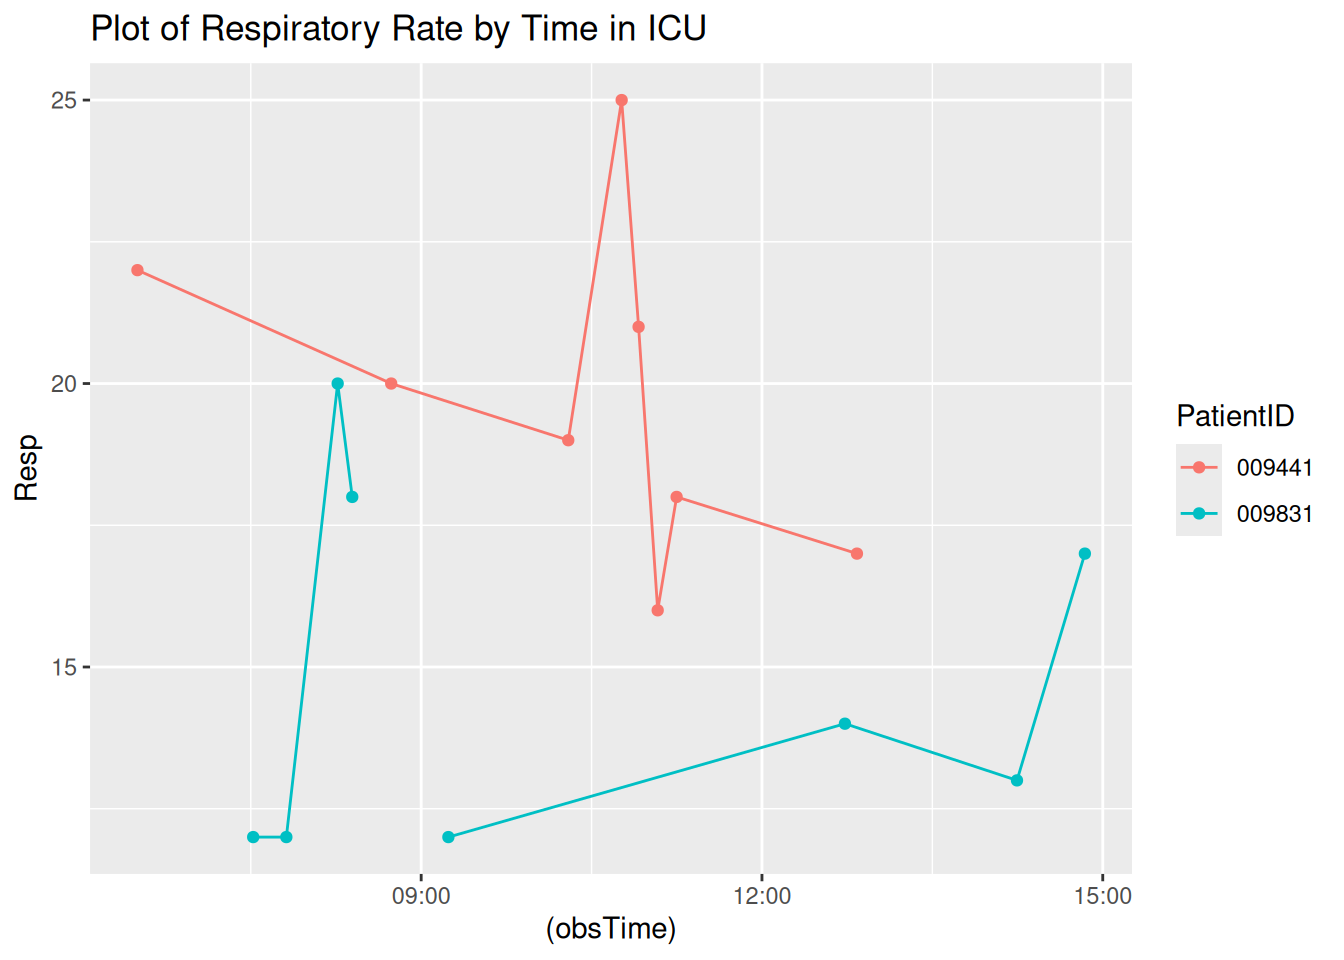 Plot of Respiratory Rate by Time in ICU
25
20
15
Resp
09:00
12:00
15:00
(obsTime)
PatientID
009441
009831